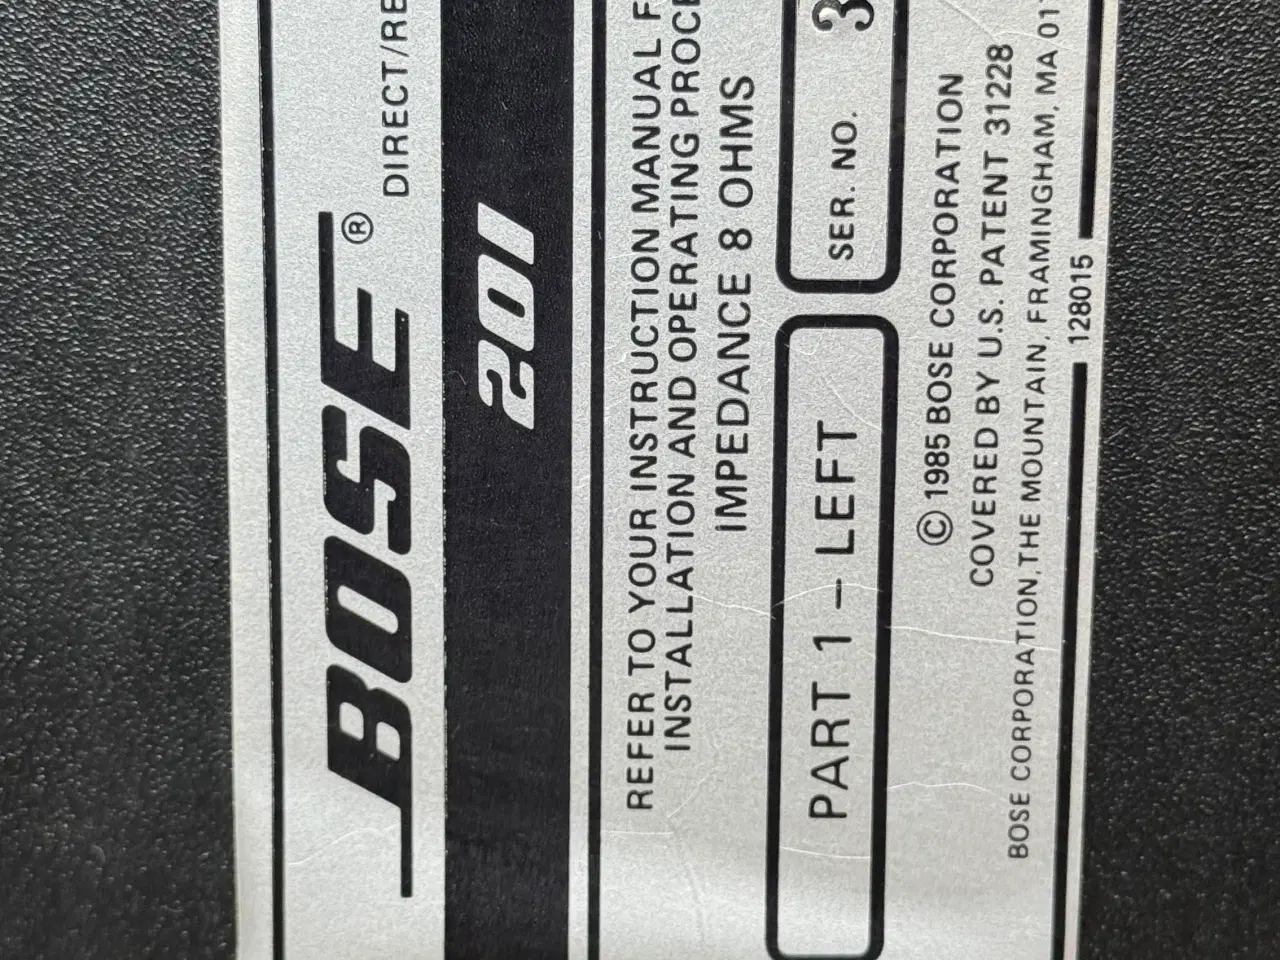 BOSE®
DIRECT/RE
201
REFER TO YOUR INSTRUCTION MANUAL F
INSTALLATION AND OPERATING PROCE
IMPEDANCE 8 OHMS
PART 1 - LEFT
SER. NO. 3
© 1985 BOSE CORPORATION
COVERED BY U.S. PATENT 31228
BOSE CORPORATION, THE MOUNTAIN, FRAMINGHAM, MA 01
128015